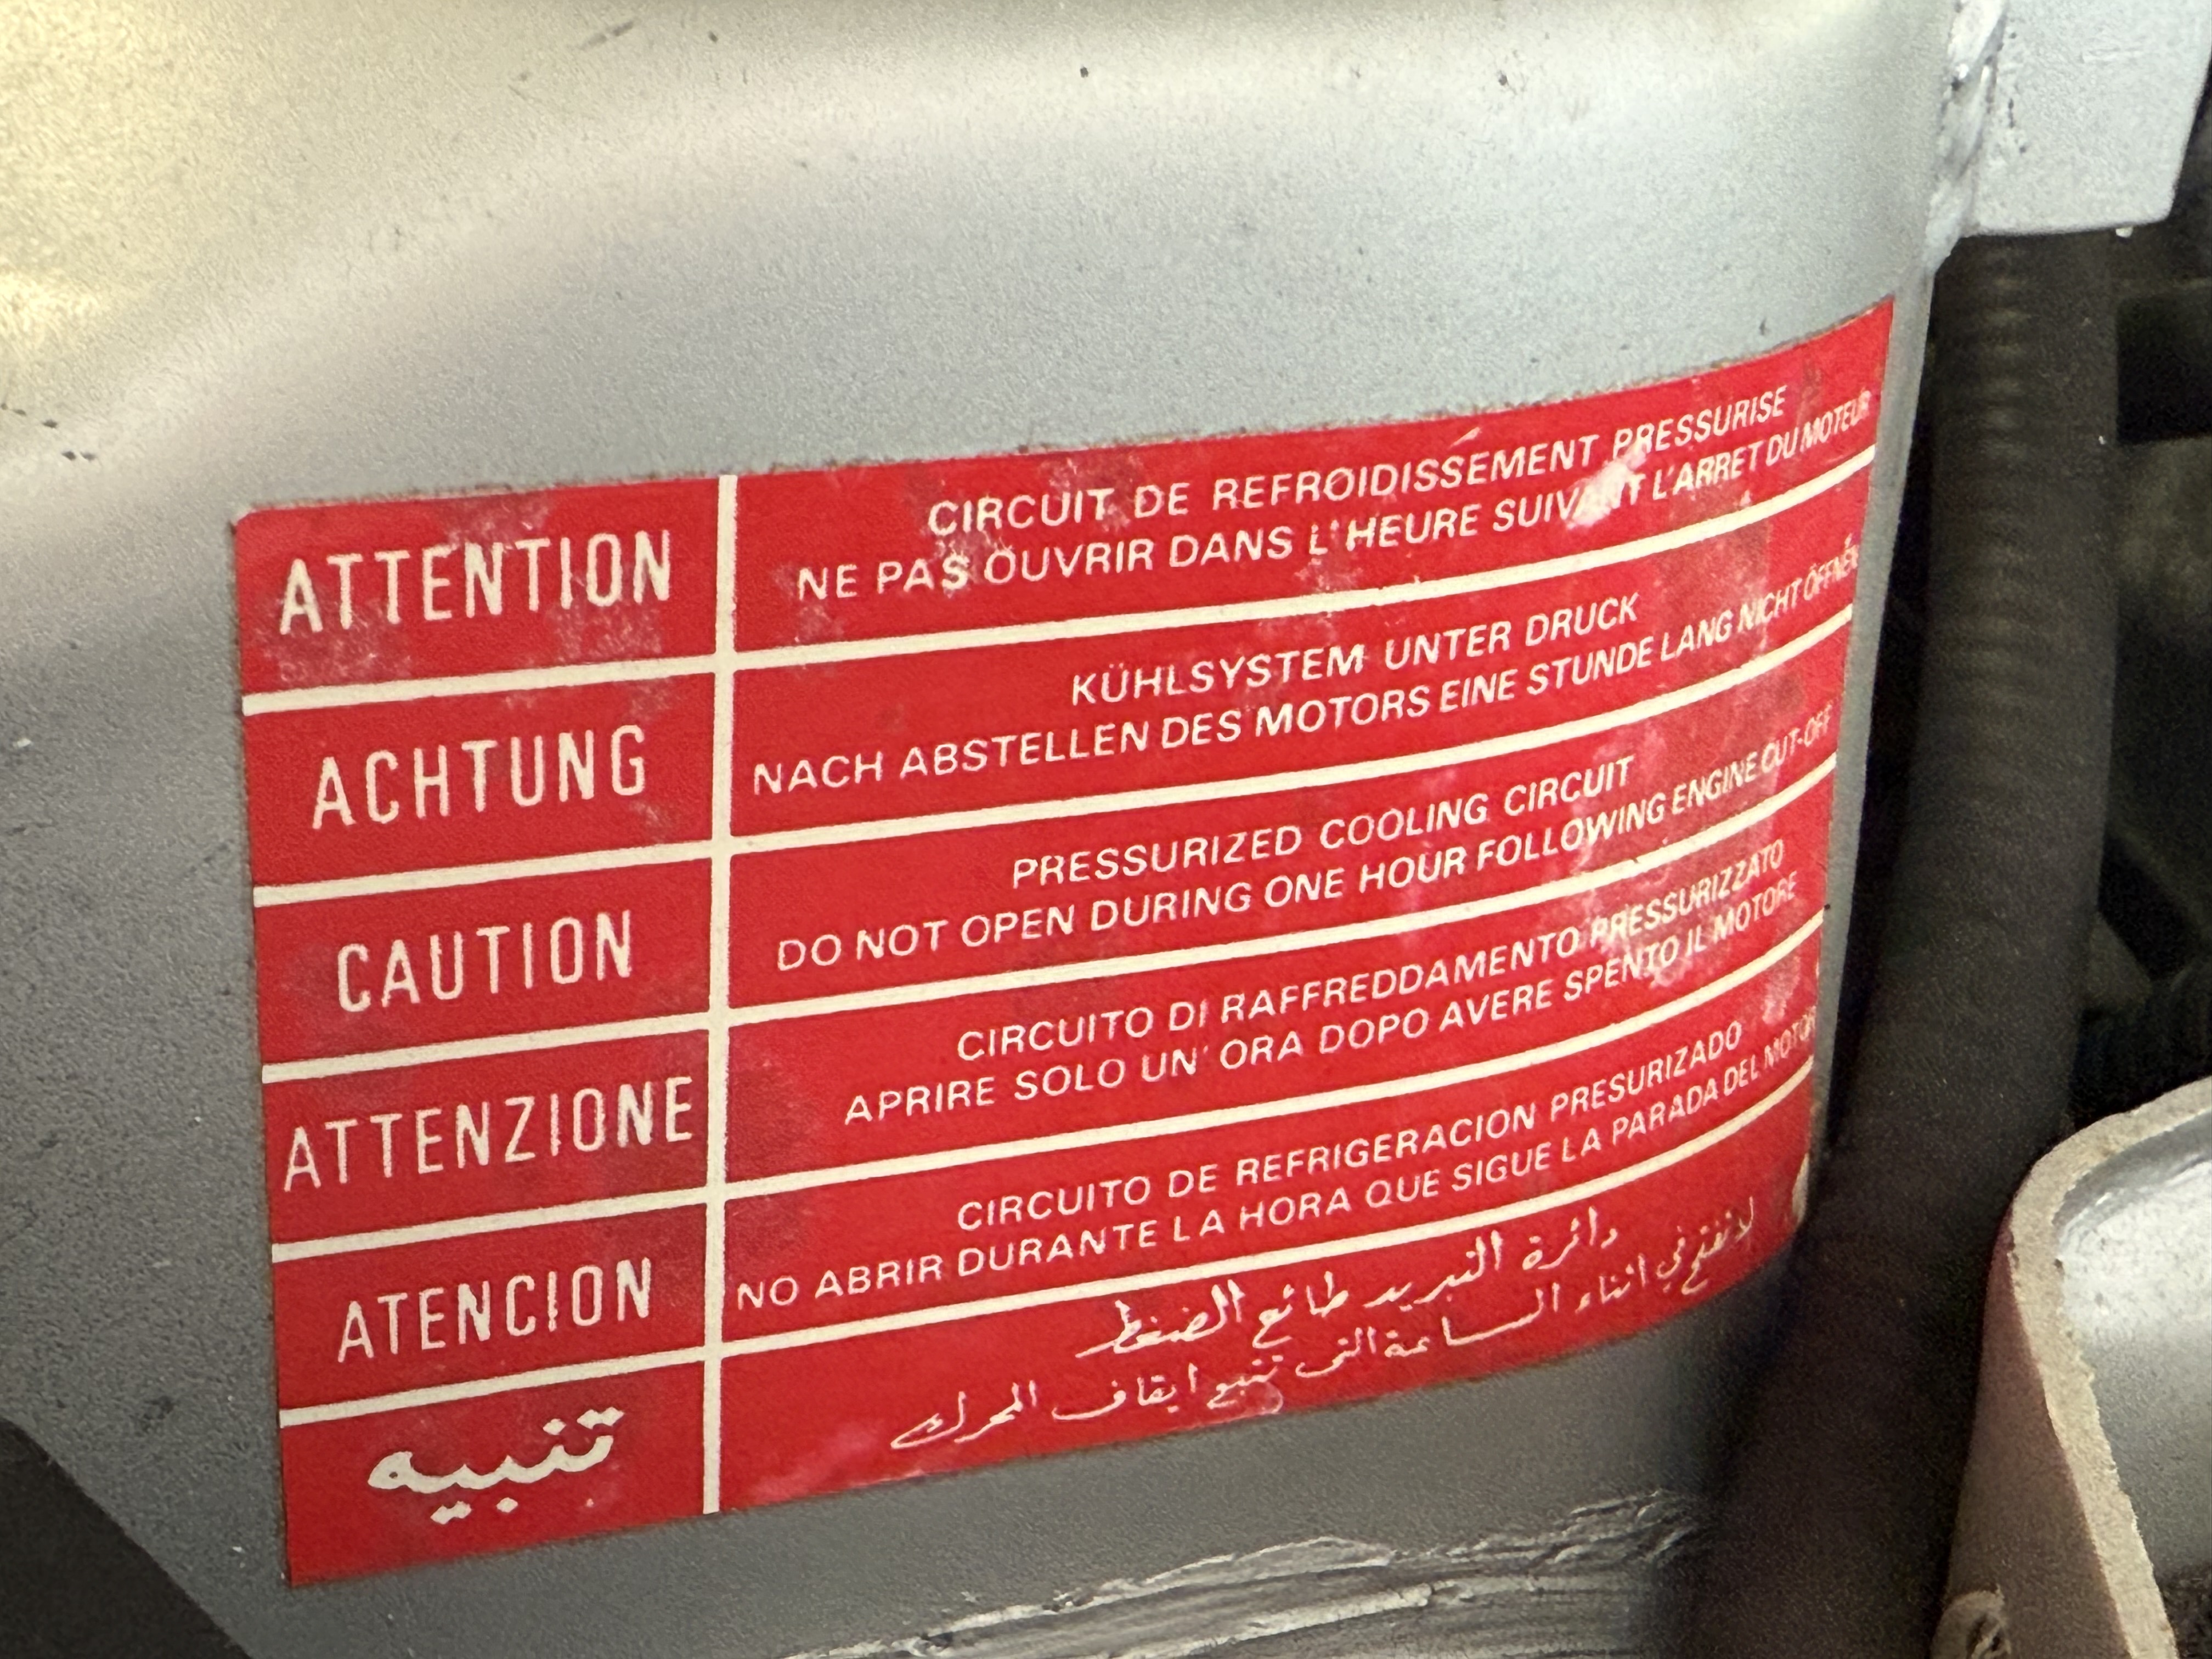 ATTENTION
CIRCUIT DE REFROIDISSEMENT PRESSURISE
NE PAS OUVRIR DANS L'HEURE SUIVANT L'ARRET DU MOTEUR
ACHTUNG
KÜHLSYSTEM UNTER DRUCK
NACH ABSTELLEN DES MOTORS EINE STUNDE LANG NICHT ÖFFNEN
CAUTION
PRESSURIZED COOLING CIRCUIT
DO NOT OPEN DURING ONE HOUR FOLLOWING ENGINE CUT-OFF
ATTENZIONE
CIRCUITO DI RAFFREDDAMENTO PRESSURIZZATO
APRIRE SOLO UN' ORA DOPO AVERE SPENTO IL MOTORE
ATENCION
CIRCUITO DE REFRIGERACION PRESURIZADO
NO ABRIR DURANTE LA HORA QUE SIGUE LA PARADA DEL MOTOR
تنبيه
دائرة التبريد طائع الضغط
لا تفتح في اثناء الساعة التى تتبع ايقاف المحرك